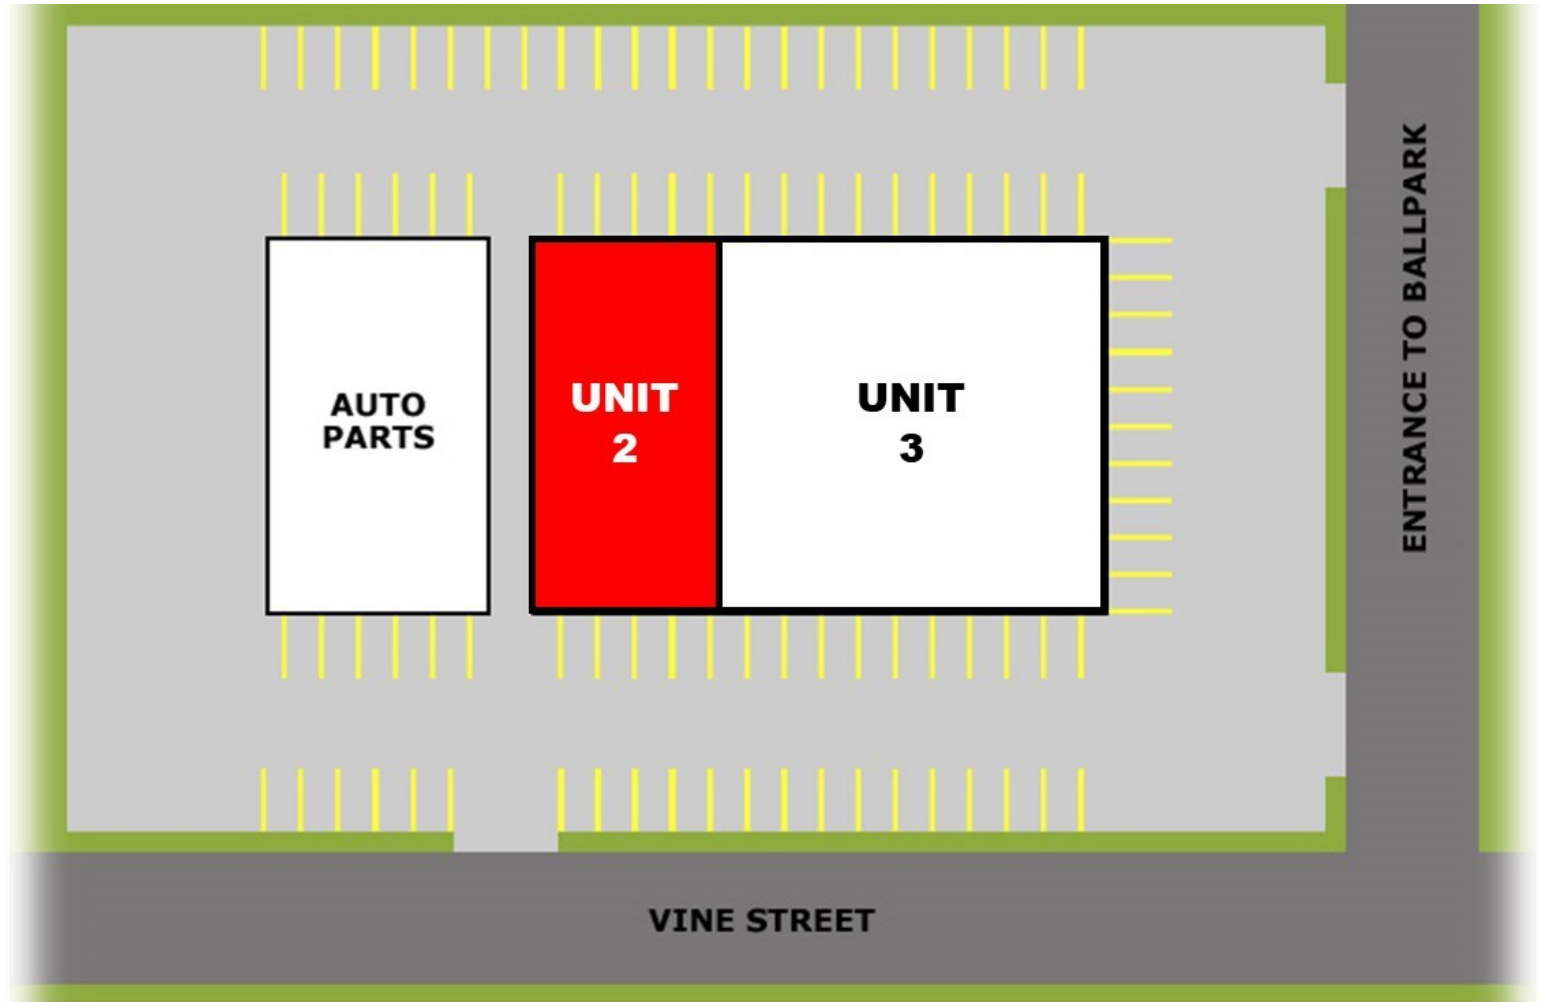 AUTO
PARTS
UNIT
2
UNIT
3
ENTRANCE TO BALLPARK
VINE STREET